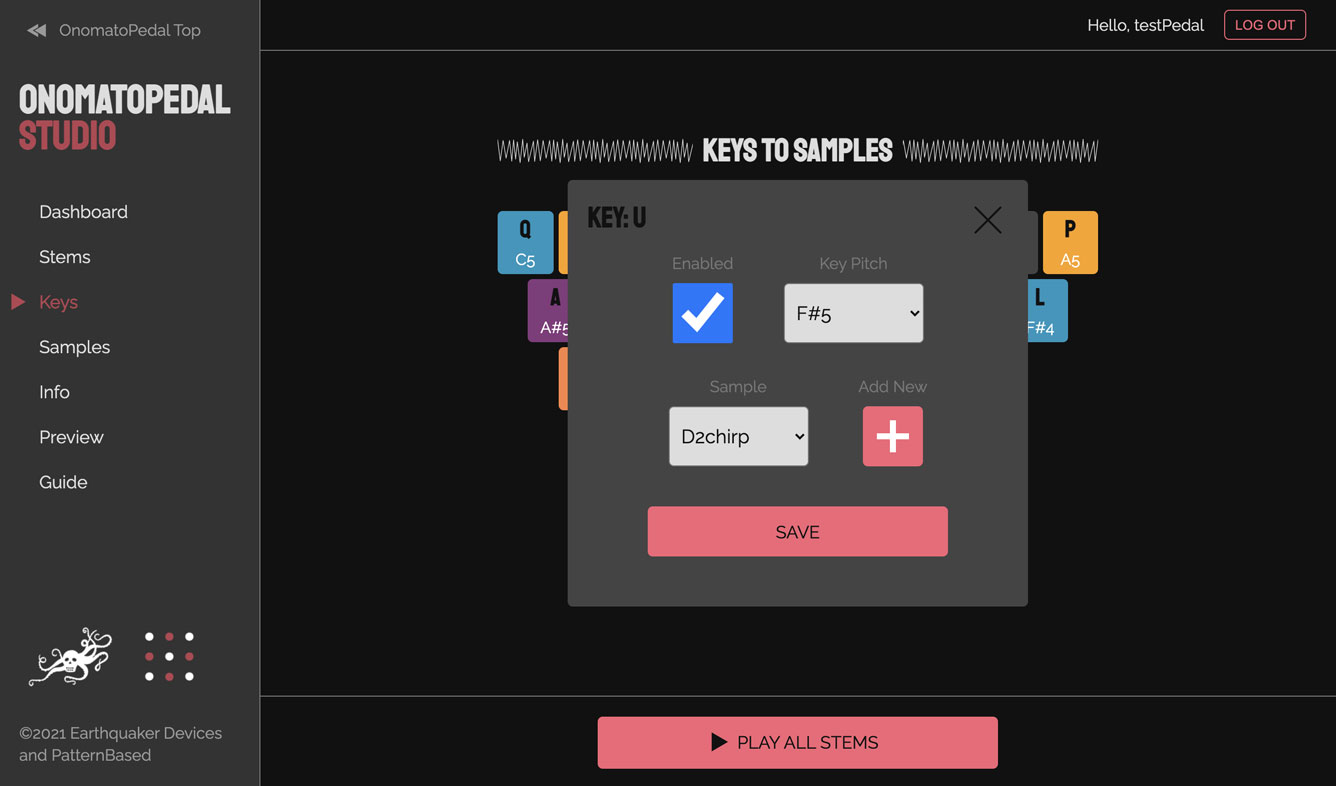 OnomatoPedal Top
Hello, testPedal
LOG OUT
ONOMATOPEDAL
STUDIO
Dashboard
Stems
Keys
Samples
Info
Preview
Guide
©2021 Earthquaker Devices
and PatternBased
KEYS TO SAMPLES
Q
C5
P
A5
A
A#5
L
F#4
KEY: U
Enabled
Key Pitch
F#5
Sample
Add New
D2chirp
SAVE
PLAY ALL STEMS